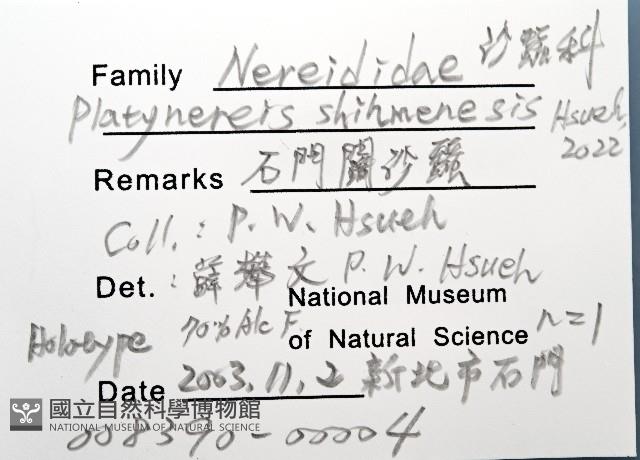 Family Nereididae 沙蠶科
Platynereis shihmenesis Hsueh, 2022
Remarks 石門闊沙蠶
Coll.: P. W. Hsueh
Det.: 薛攀文 P. W. Hsueh
National Museum
Holotype 70% Alc F. of Natural Science n=1
Date 2003.11.2 新北市石門
國立自然科學博物館
NATIONAL MUSEUM OF NATURAL SCIENCE
008390-00004